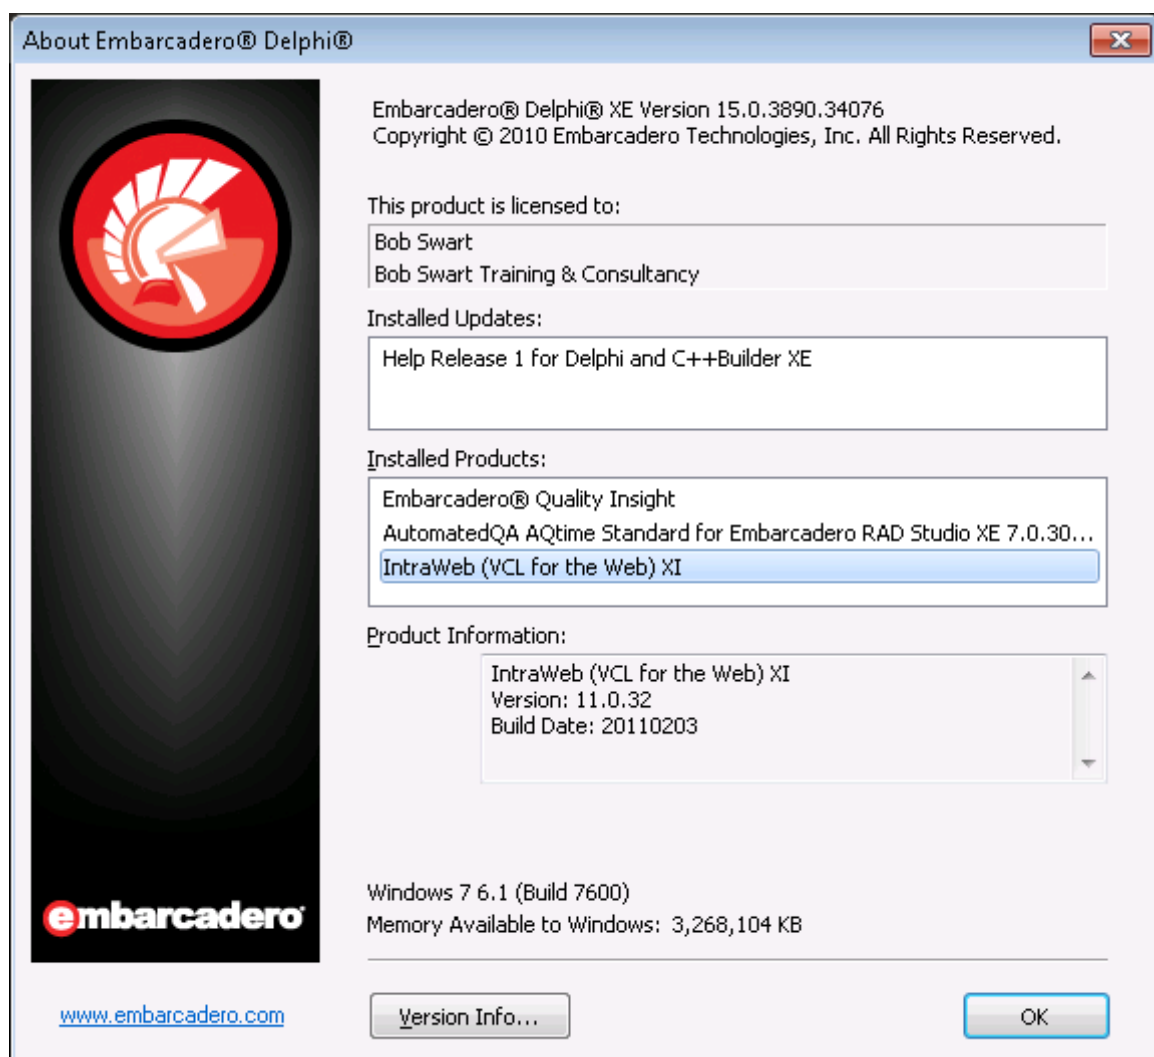 About Embarcadero® Delphi®
Embarcadero® Delphi® XE Version 15.0.3890.34076
Copyright © 2010 Embarcadero Technologies, Inc. All Rights Reserved.
This product is licensed to:
Bob Swart
Bob Swart Training & Consultancy
Installed Updates:
Help Release 1 for Delphi and C++Builder XE
Installed Products:
Embarcadero® Quality Insight
AutomatedQA AQtime Standard for Embarcadero RAD Studio XE 7.0.30...
IntraWeb (VCL for the Web) XI
Product Information:
IntraWeb (VCL for the Web) XI
Version: 11.0.32
Build Date: 20110203
Windows 7 6.1 (Build 7600)
Memory Available to Windows: 3,268,104 KB
embarcadero
www.embarcadero.com
Version Info...
OK